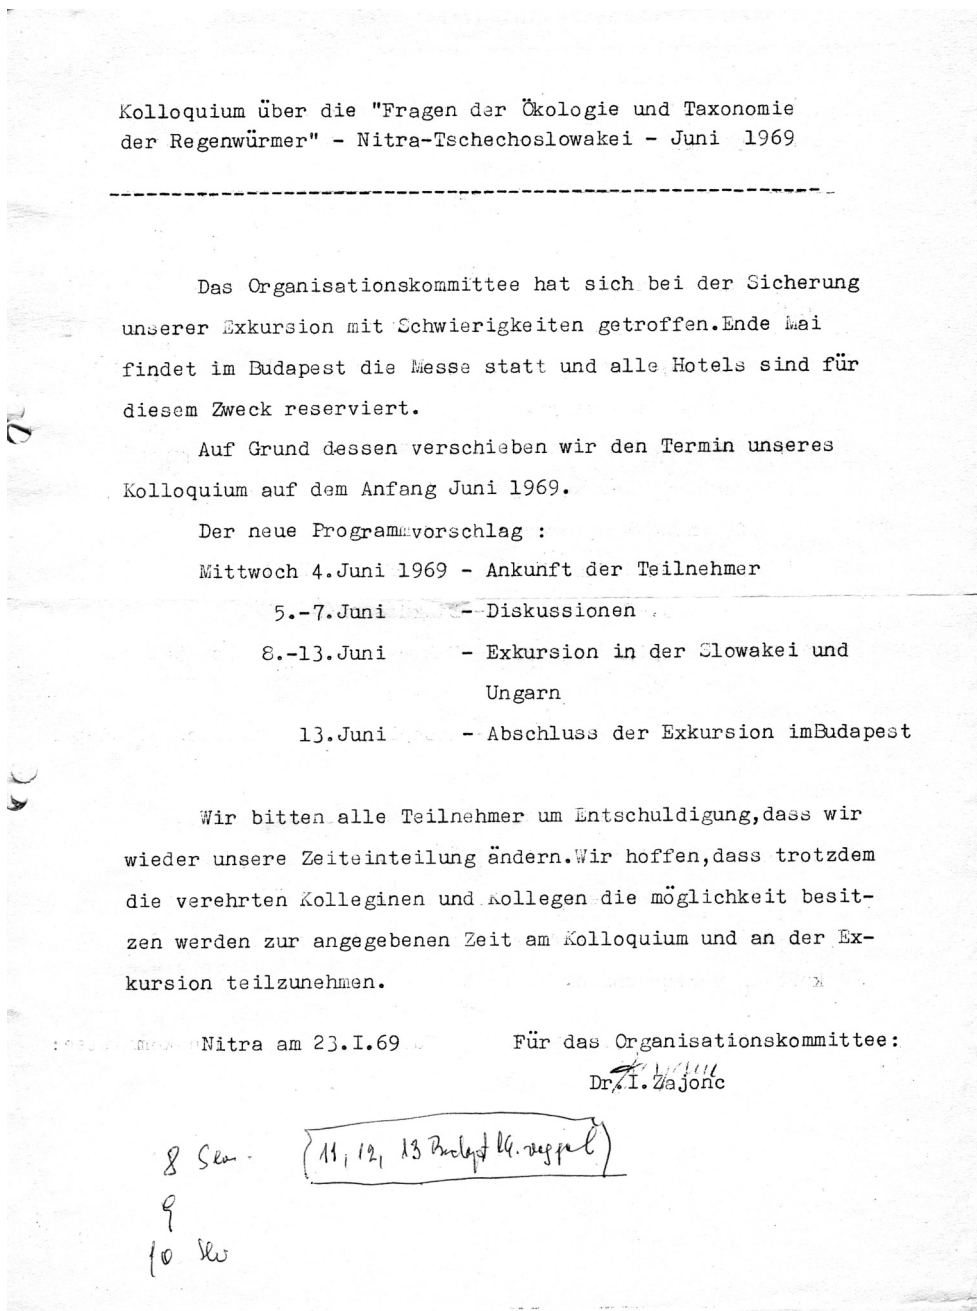 Kolloquium über die "Fragen der Ökologie und Taxonomie
der Regenwürmer" - Nitra-Tschechoslowakei - Juni 1969
Das Organisationskommittee hat sich bei der Sicherung
unserer Exkursion mit Schwierigkeiten getroffen.Ende Mai
findet im Budapest die Messe statt und alle Hotels sind für
diesem Zweck reserviert.
Auf Grund dessen verschieben wir den Termin unseres
Kolloquium auf dem Anfang Juni 1969.
Der neue Programmvorschlag :
Mittwoch 4.Juni 1969 - Ankunft der Teilnehmer
5.-7.Juni - Diskussionen
8.-13.Juni - Exkursion in der Slowakei und
Ungarn
13.Juni - Abschluss der Exkursion imBudapest
Wir bitten alle Teilnehmer um Entschuldigung,dass wir
wieder unsere Zeiteinteilung ändern.Wir hoffen,dass trotzdem
die verehrten Kolleginen und Kollegen die möglichkeit besit-
zen werden zur angegebenen Zeit am Kolloquium und an der Ex-
kursion teilzunehmen.
Nitra am 23.I.69 Für das Organisationskommittee:
Dr.I.Zajonc
8 (11, 12, 13 reggel)
9
10